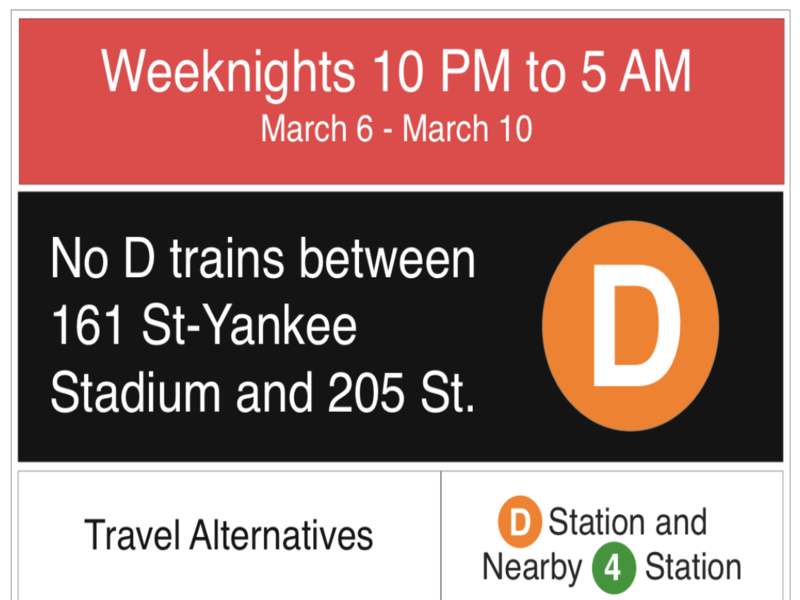 Weeknights 10 PM to 5 AM
March 6 - March 10
No D trains between
161 St-Yankee
Stadium and 205 St.
D
Travel Alternatives
D Station and
Nearby 4 Station